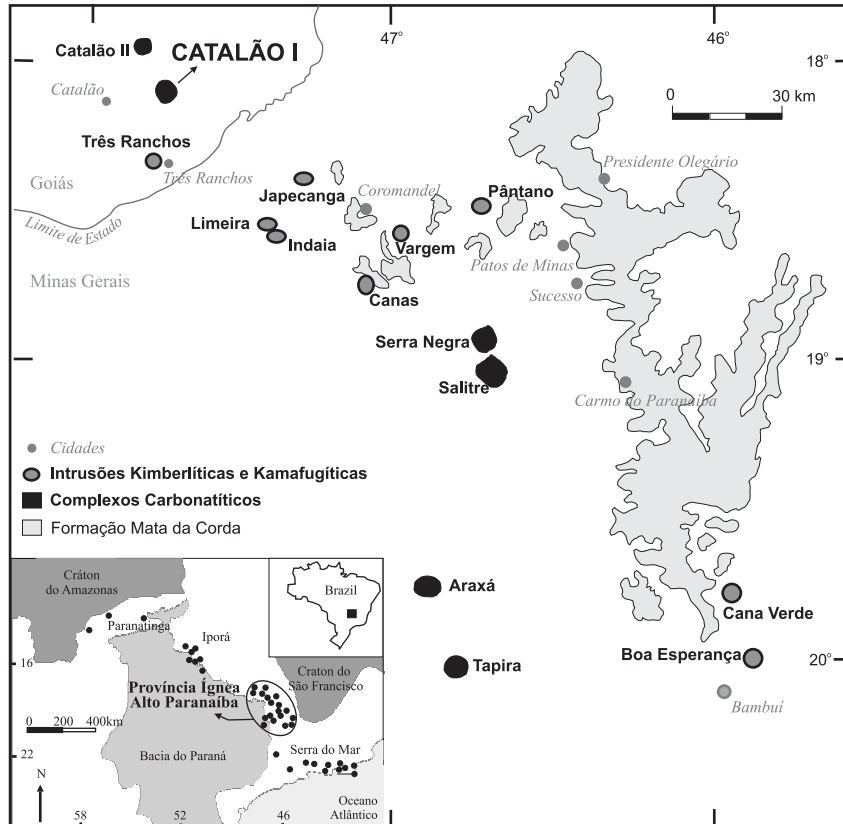 47
46
18°
Catalão II
CATALÃO I
Catalão
0
30 km
Três Ranchos
Três Ranchos
Goiás
Limite de Estado
Minas Gerais
Japecanga
Coromandel
Pântano
Presidente Olegário
Limeira
Indaia
Vargem
Patos de Minas
Sucesso
Canas
Serra Negra
Salitre
19°
Carmo do Paranaíba
Cidades
Intrusões Kimberlíticas e Kamafugíticas
Complexos Carbonatíticos
Formação Mata da Corda
Araxá
Cana Verde
Boa Esperança
Tapira
20°
Bambuí
Cráton
do Amazonas
Brazil
Paranatinga
Iporá
16
Craton do
São Francisco
Província Ígnea
Alto Paranaíba
0 200 400km
Bacia do Paraná
Serra do Mar
22
N
Oceano
Atlântico
58
52
46